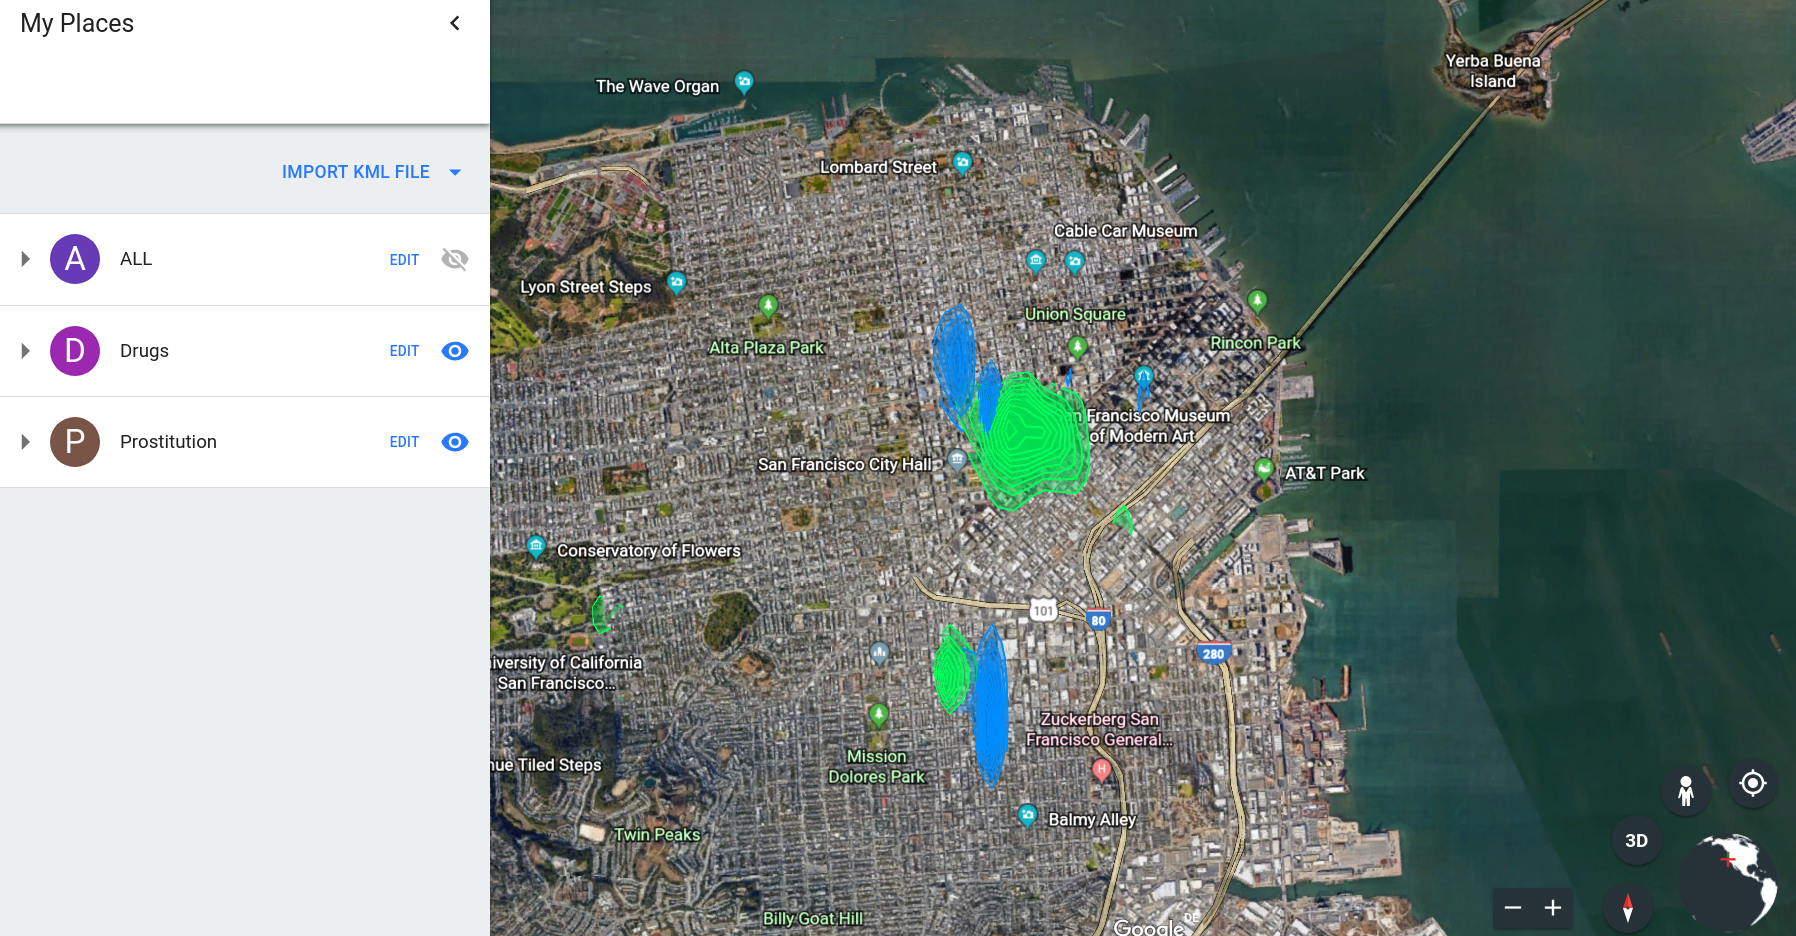 My Places
IMPORT KML FILE
A
ALL
EDIT
D
Drugs
EDIT
P
Prostitution
EDIT
Yerba Buena
Island
The Wave Organ
Lombard Street
Cable Car Museum
Lyon Street Steps
Union Square
Alta Plaza Park
Rincon Park
an Francisco Museum
of Modern Art
San Francisco City Hall
AT&T Park
Conservatory of Flowers
101
80
280
iversity of California
San Francisco...
Zuckerberg San
Francisco General...
H
Mission
Dolores Park
nue Tiled Steps
Balmy Alley
Twin Peaks
3D
Billy Goat Hill
Google
DE